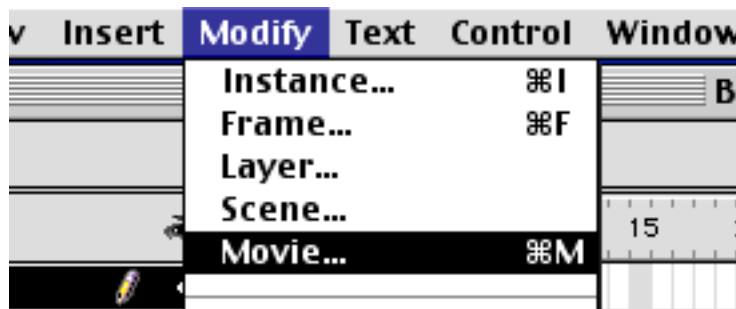 v Insert Modify Text Control Window
Instance... ⌘I
B
Frame... ⌘F
Layer...
Scene...
15
Movie... ⌘M